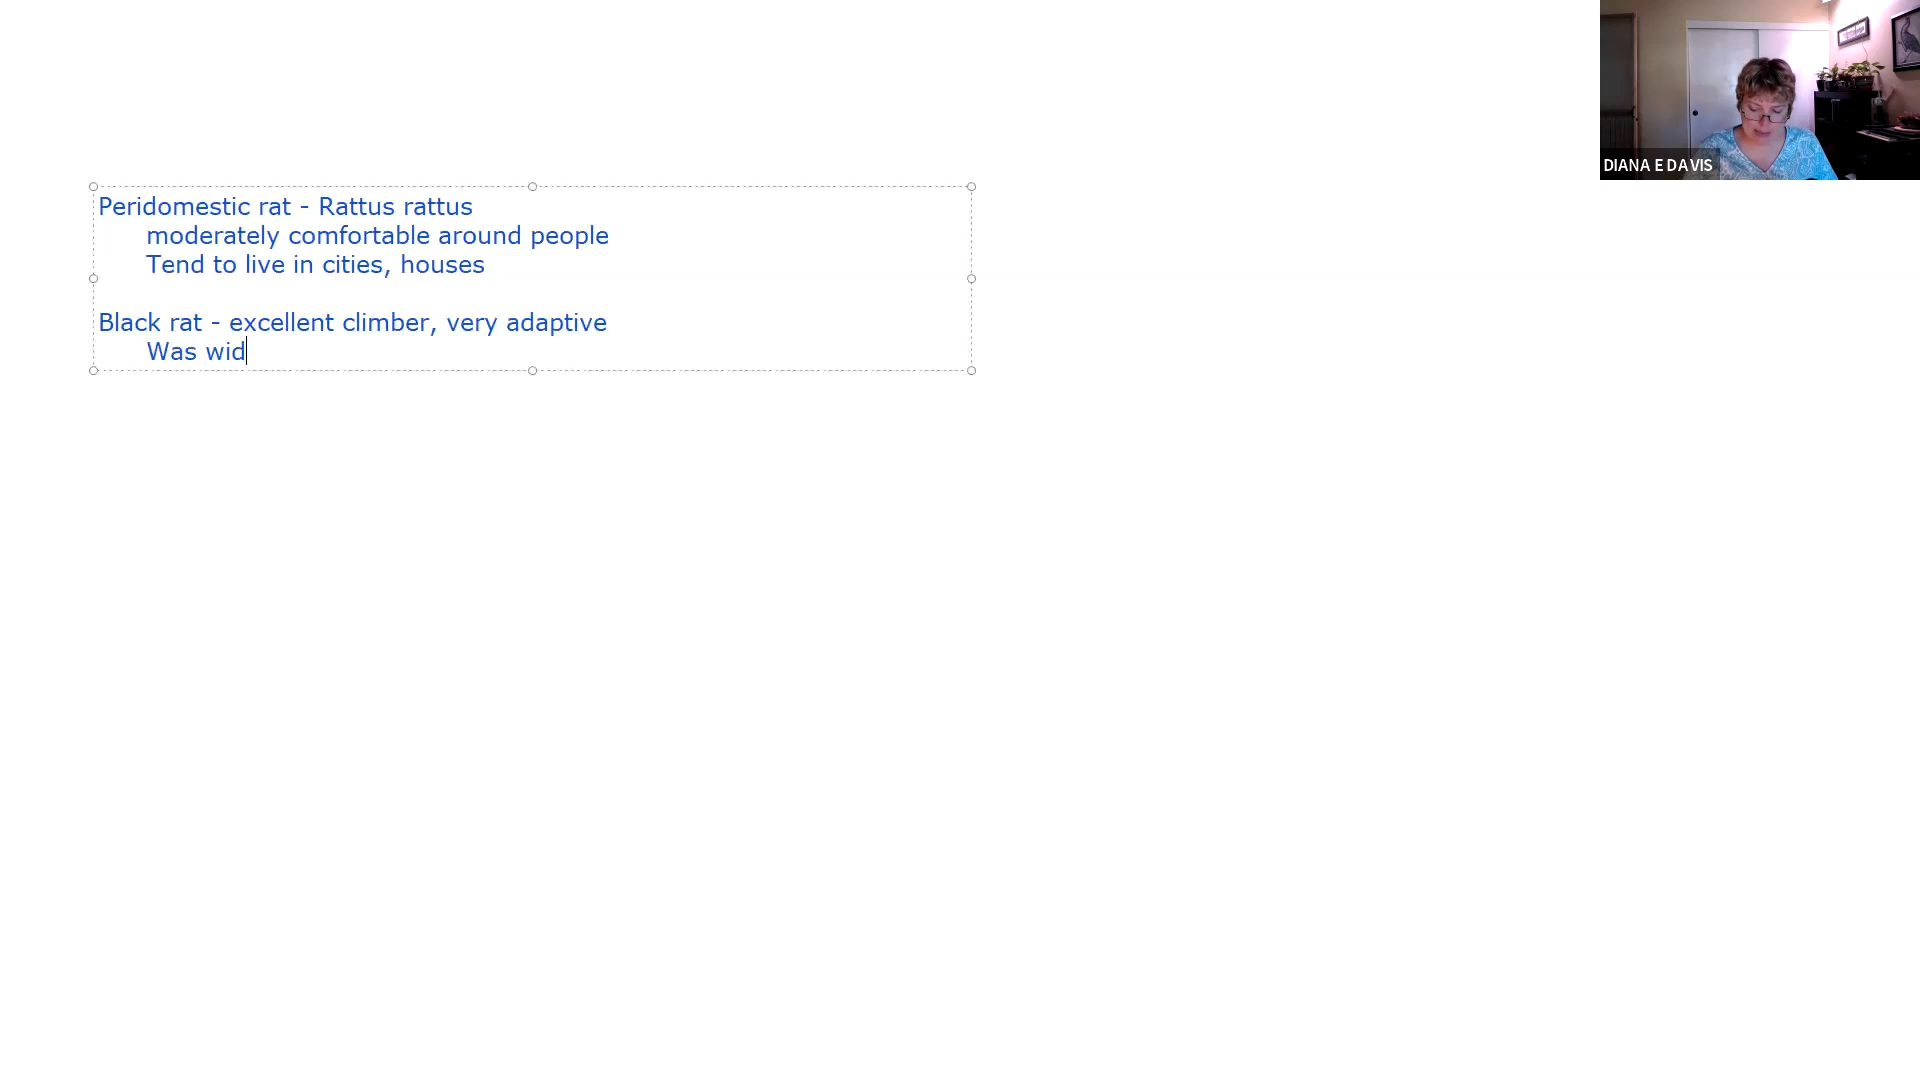 Peridomestic rat - Rattus rattus
moderately comfortable around people
Tend to live in cities, houses
Black rat - excellent climber, very adaptive
Was wid
DIANA E DAVIS